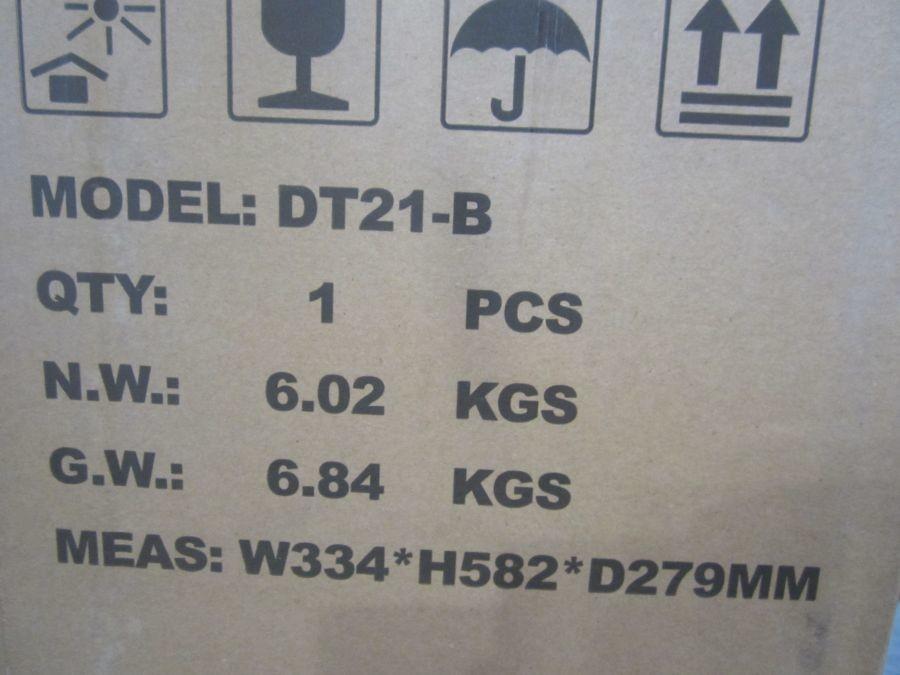 MODEL: DT21-B
QTY: 1 PCS
N.W.: 6.02 KGS
G.W.: 6.84 KGS
MEAS: W334*H582*D279MM